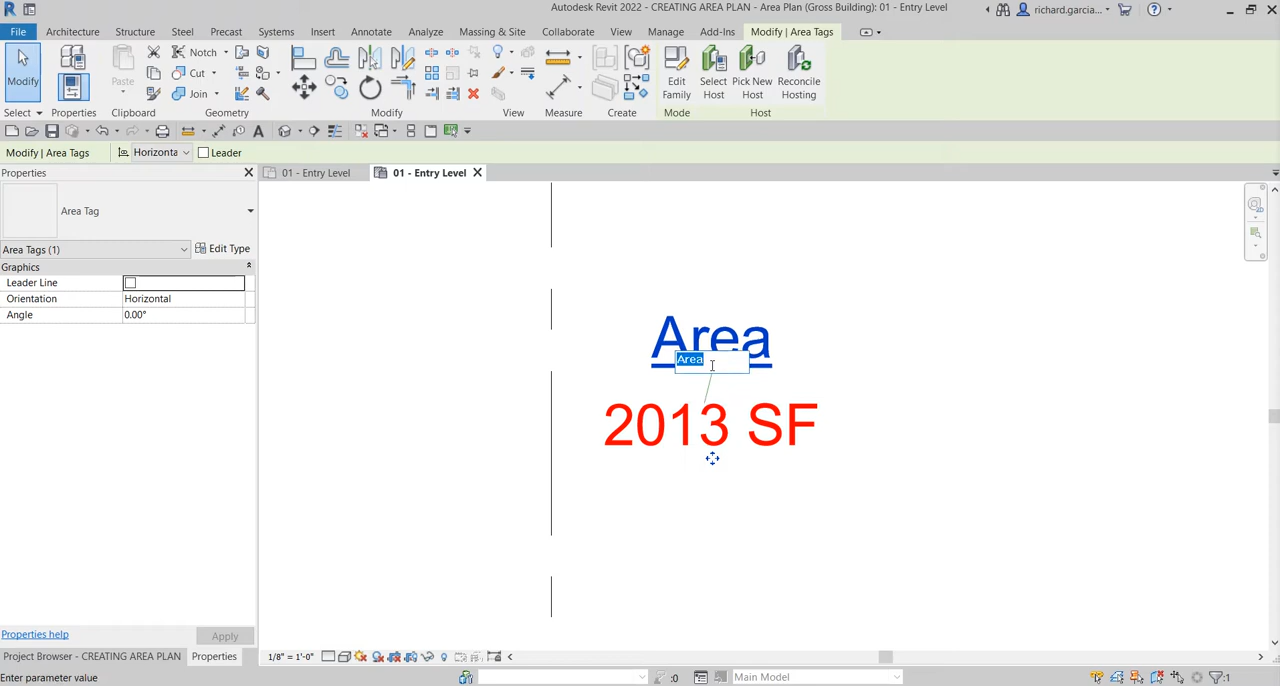 Autodesk Revit 2022 - CREATING AREA PLAN - Area Plan (Gross Building): 01 - Entry Level
richard.garcia...
File Architecture Structure Steel Precast Systems Insert Annotate Analyze Massing & Site Collaborate View Manage Add-Ins Modify | Area Tags
Modify
Paste
Notch
Cut
Join
Edit Family
Select Host
Pick New Host
Reconcile Hosting
Select Properties Clipboard Geometry Modify View Measure Create Mode Host
Modify | Area Tags Horizonta Leader
Properties
01 - Entry Level
01 - Entry Level
Area Tag
Area Tags (1) Edit Type
Graphics
Leader Line
Orientation Horizontal
Angle 0.00°
Area
Area
2013 SF
Properties help Apply
Project Browser - CREATING AREA PLAN Properties
1/8" = 1'-0"
Enter parameter value
:0
Main Model
:1